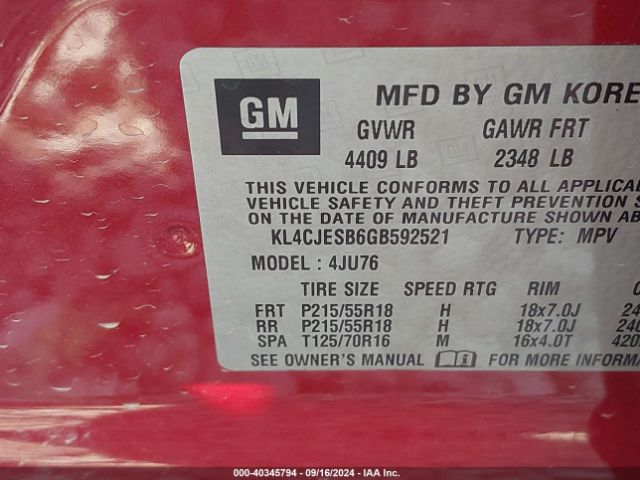 GM
MFD BY GM KORE
GVWR GAWR FRT
4409 LB 2348 LB
THIS VEHICLE CONFORMS TO ALL APPLICA
VEHICLE SAFETY AND THEFT PREVENTION S
ON THE DATE OF MANUFACTURE SHOWN AB
KL4CJESB6GB592521 TYPE: MPV
MODEL : 4JU76
TIRE SIZE SPEED RTG RIM
FRT P215/55R18 H 18x7.0J 24
RR P215/55R18 H 18x7.0J 240
SPA T125/70R16 M 16x4.0T 420
SEE OWNER'S MANUAL FOR MORE INFORMA
000-40345794 - 09/16/2024 - IAA Inc.